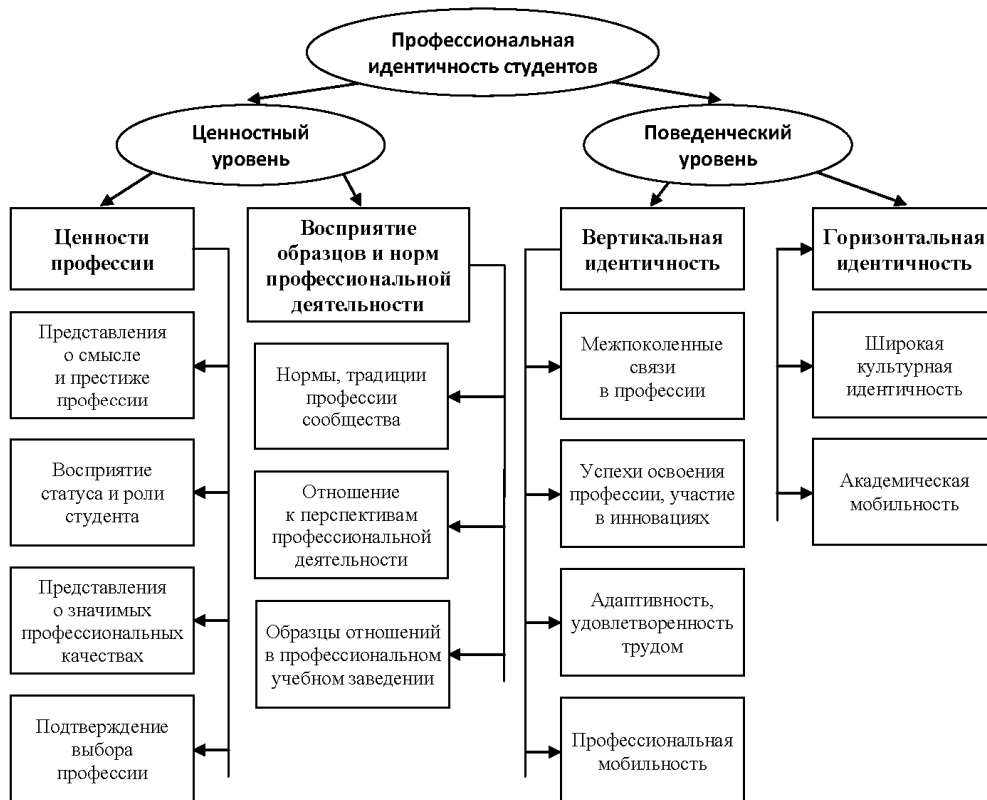 Профессиональная
идентичность студентов
Ценностный
уровень
Поведенческий
уровень
Ценности
профессии
Представления
о смысле
и престиже
профессии
Восприятие
статуса и роли
студента
Представления
о значимых
профессиональных
качествах
Подтверждение
выбора
профессии
Восприятие
образцов и норм
профессиональной
деятельности
Нормы, традиции
профессии
сообщества
Отношение
к перспективам
профессиональной
деятельности
Образцы отношений
в профессиональном
учебном заведении
Вертикальная
идентичность
Межпоколенные
связи
в профессии
Успехи освоения
профессии, участие
в инновациях
Адаптивность,
удовлетворенность
трудом
Профессиональная
мобильность
Горизонтальная
идентичность
Широкая
культурная
идентичность
Академическая
мобильность